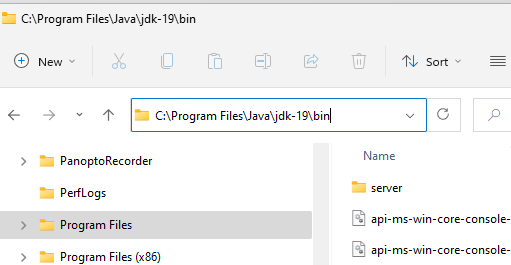 C:\Program Files\Java\jdk-19\bin
New
Sort
C:\Program Files\Java\jdk-19\bin
PanoptoRecorder
PerfLogs
Program Files
Program Files (x86)
Name
server
api-ms-win-core-console-
api-ms-win-core-console-